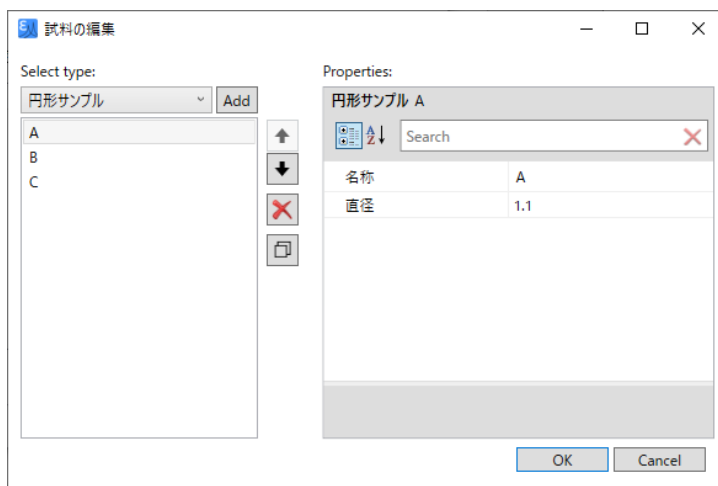 試料の編集
Select type:
円形サンプル
Add
A
B
C
Properties:
円形サンプル A
Search
名称 A
直径 1.1
OK
Cancel